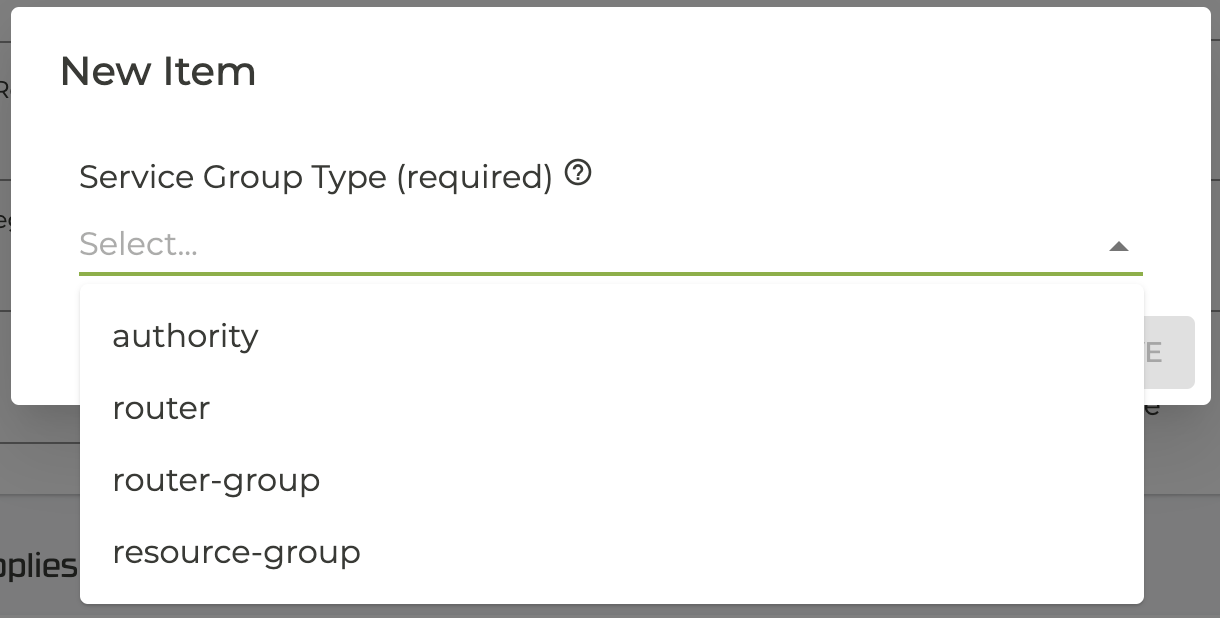 New Item
Service Group Type (required)
Select...
authority
router
router-group
resource-group